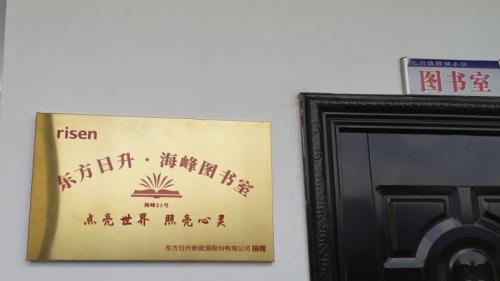 risen
东方日升·海峰图书室
海峰21号
点亮世界 照亮心灵
东方日升新能源股份有限公司 捐赠
图书室